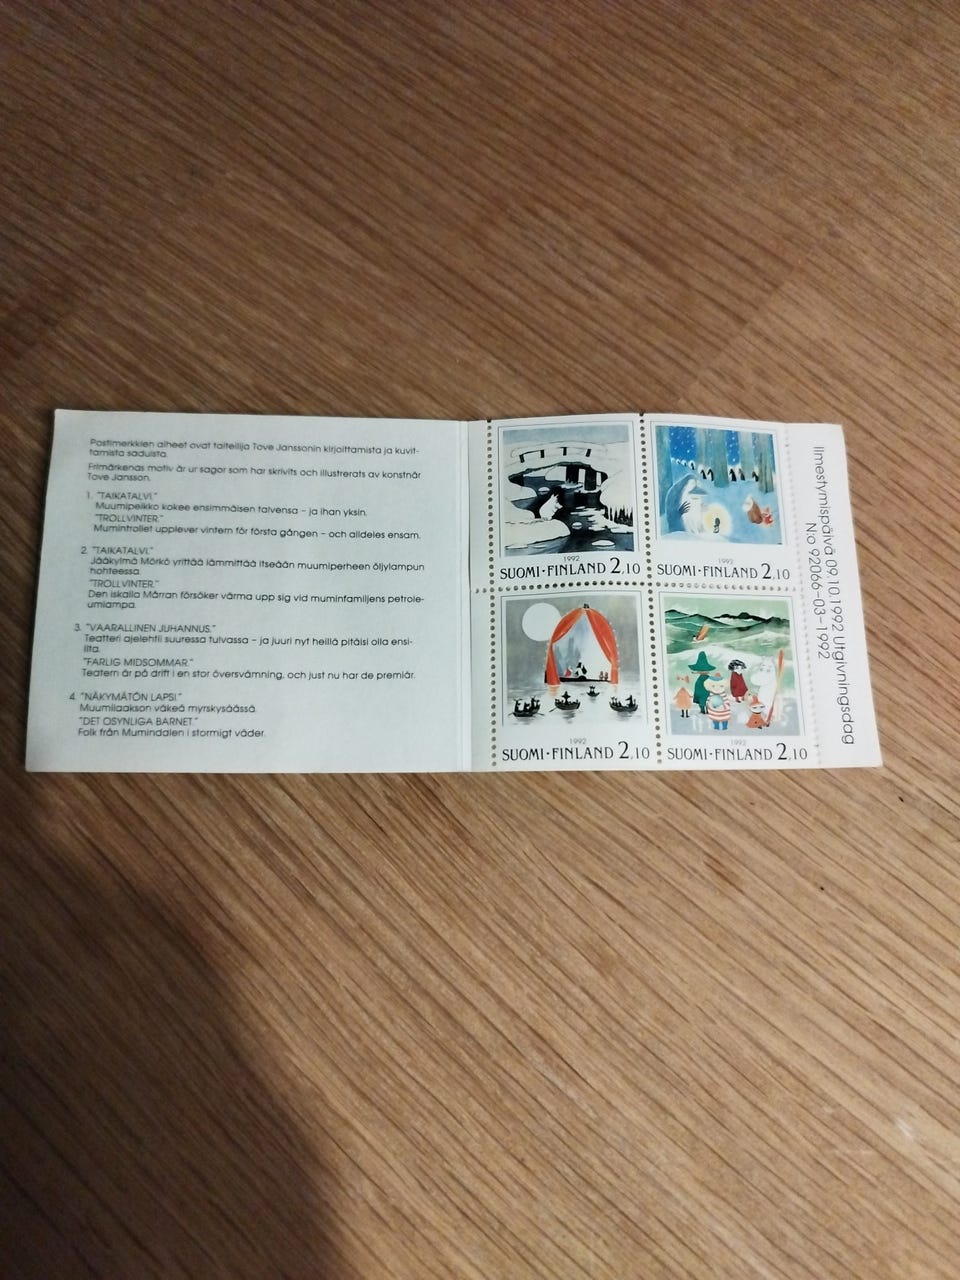 Postimerkkien aiheet ovat taiteilija Tove Janssonin kirjoittamista ja kuvit-
tamista saduista.
Frimärkenas motiv är ur sagor som har skrivits och illustrerats av konstnär
Tove Jansson.
1. "TAIKATALVI."
Muumipeikko kokee ensimmäisen talvensa – ja ihan yksin.
"TROLLVINTER."
Mumintrollet upplever vintern för första gången – och alldeles ensam.
2. "TAIKATALVI."
Jääkylmä Mörkö yrittää lämmittää itseään muumiperheen öljylampun
hohteessa.
"TROLLVINTER."
Den iskalla Mårran försöker värma upp sig vid muminfamiljens petrole-
umlampa.
3. "VAARALLINEN JUHANNUS."
Teatteri ajelehtii suuressa tulvassa – ja juuri nyt heillä pitäisi olla ensi-
ilta.
"FARLIG MIDSOMMAR."
Teatern är på drift i en stor översvämning, och just nu har de premiär.
4. "NÄKYMÄTÖN LAPSI."
Muumilaakson väkeä myrskysäässä.
"DET OSYNLIGA BARNET."
Folk från Mumindalen i stormigt väder.
1992
SUOMI·FINLAND 2,10
1992
SUOMI·FINLAND 2,10
1992
SUOMI·FINLAND 2,10
1992
SUOMI·FINLAND 2,10
Ilmestymispäivä 09.10.1992 Utgivningsdag
N:o 92066-03-1992